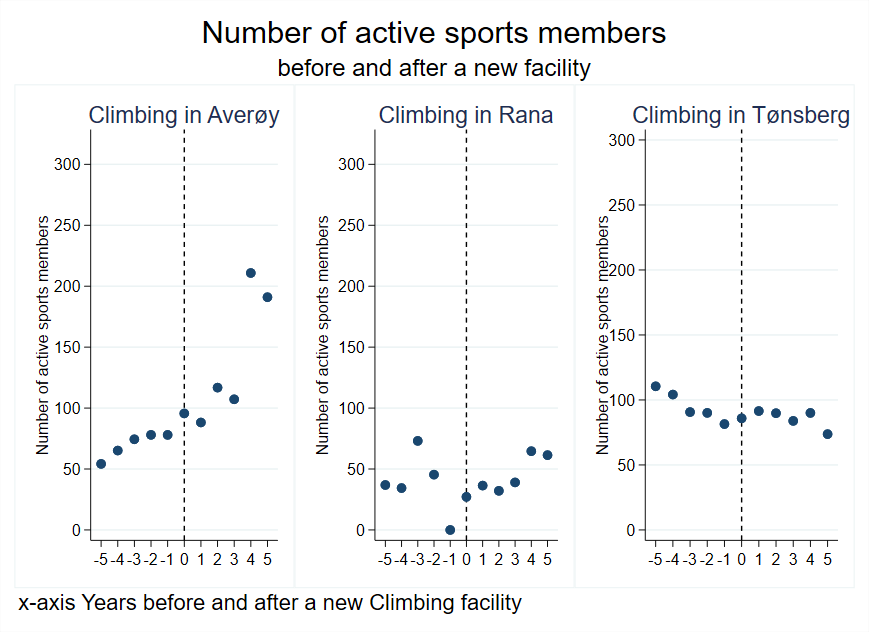 Number of active sports members
before and after a new facility
Climbing in Averøy
Number of active sports members
300
250
200
150
100
50
0
-5 -4 -3 -2 -1 0 1 2 3 4 5
Climbing in Rana
Number of active sports members
300
250
200
150
100
50
0
-5 -4 -3 -2 -1 0 1 2 3 4 5
Climbing in Tønsberg
Number of active sports members
300
250
200
150
100
50
0
-5 -4 -3 -2 -1 0 1 2 3 4 5
x-axis Years before and after a new Climbing facility